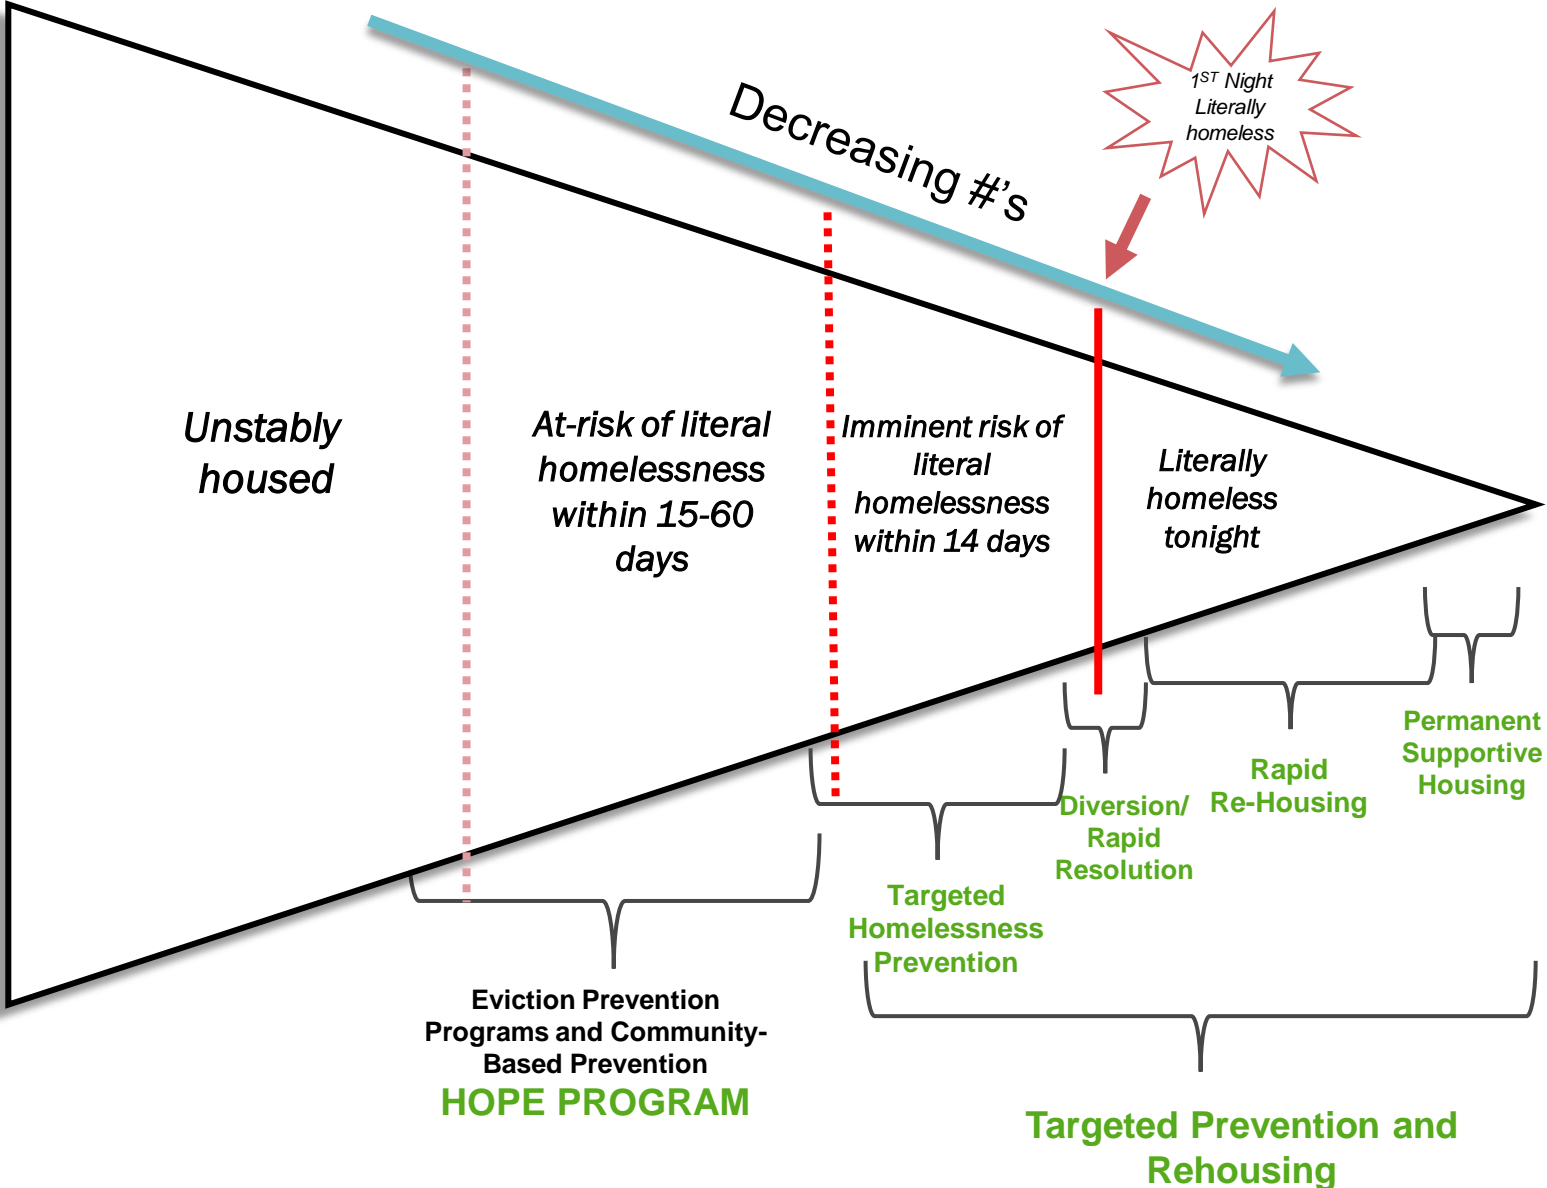 1ST Night
Literally
homeless
Decreasing #'s
Unstably
housed
At-risk of literal
homelessness
within 15-60
days
Imminent risk of
literal
homelessness
within 14 days
Literally
homeless
tonight
Permanent
Supportive
Housing
Rapid
Re-Housing
Diversion/
Rapid
Resolution
Targeted
Homelessness
Prevention
Eviction Prevention
Programs and Community-
Based Prevention
HOPE PROGRAM
Targeted Prevention and
Rehousing